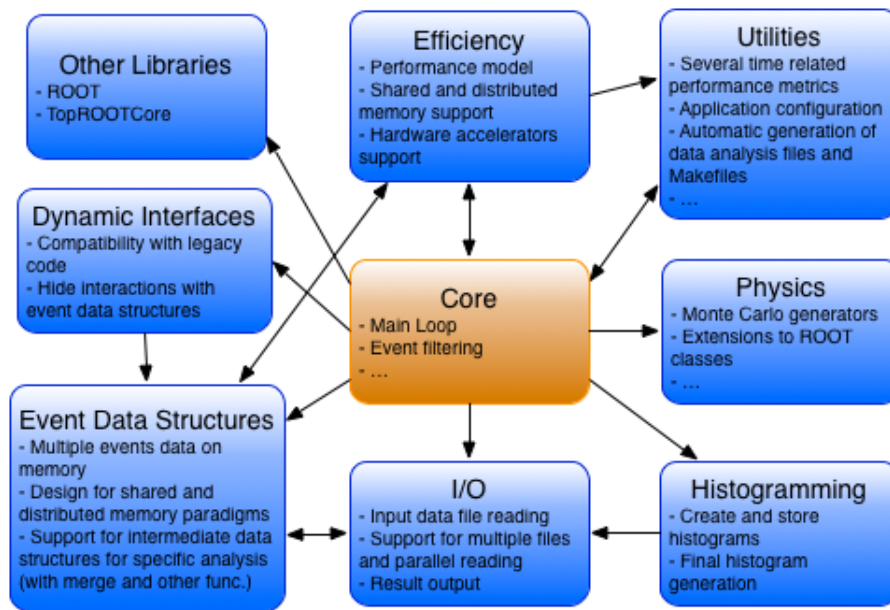 Other Libraries
- ROOT
- TopROOTCore
Efficiency
- Performance model
- Shared and distributed
memory support
- Hardware accelerators
support
Utilities
- Several time related
performance metrics
- Application configuration
- Automatic generation of
data analysis files and
Makefiles
- ...
Dynamic Interfaces
- Compatibility with legacy
code
- Hide interactions with
event data structures
Core
- Main Loop
- Event filtering
- ...
Physics
- Monte Carlo generators
- Extensions to ROOT
classes
- ...
Event Data Structures
- Multiple events data on
memory
- Design for shared and
distributed memory paradigms
- Support for intermediate data
structures for specific analysis
(with merge and other func.)
I/O
- Input data file reading
- Support for multiple files
and parallel reading
- Result output
Histogramming
- Create and store
histograms
- Final histogram
generation